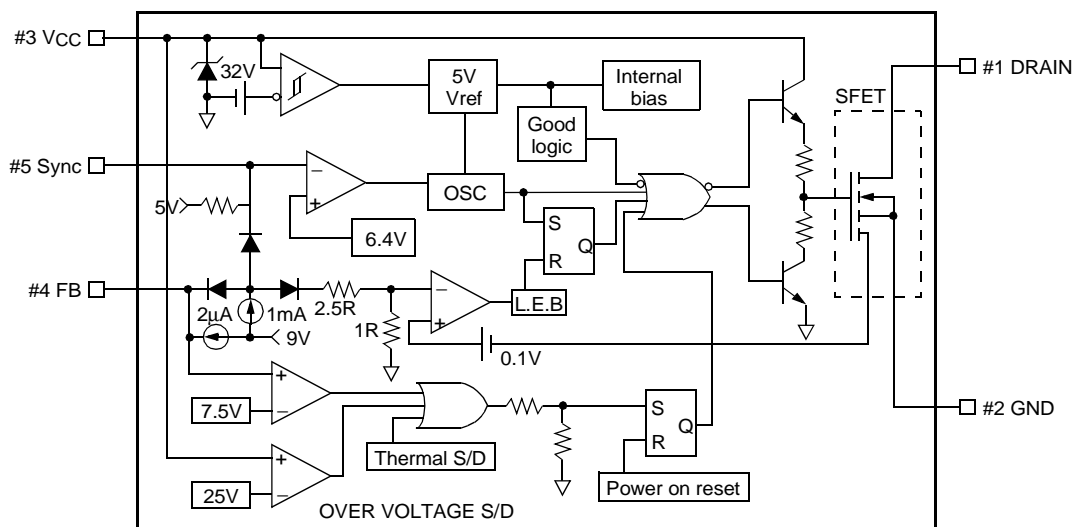 #3 VCC
32V
5V
Vref
Internal
bias
#1 DRAIN
SFET
Good
logic
#5 Sync
−
+
OSC
5V
6.4V
S
R
Q
#4 FB
2μA
1mA
9V
2.5R
1R
−
+
L.E.B
0.1V
#2 GND
+
−
7.5V
Thermal S/D
S
R
Q
+
−
25V
Power on reset
OVER VOLTAGE S/D